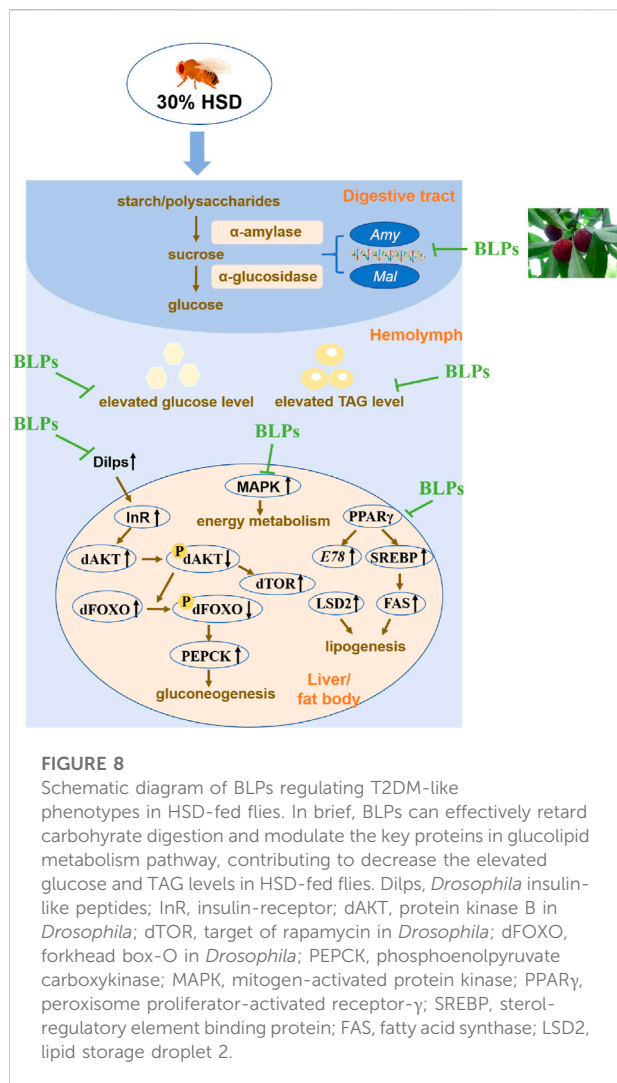 30% HSD
Digestive tract
starch/polysaccharides
α-amylase
Amy
BLPs
sucrose
α-glucosidase
Mal
glucose
Hemolymph
BLPs
BLPs
elevated glucose level
elevated TAG level
BLPs
BLPs
Dilps↑
MAPK↑
BLPs
InR↑
energy metabolism
PPARγ
dAKT↑
P
dAKT↓
E78↑
SREBP↑
dTOR↑
dFOXO↑
P
dFOXO↓
LSD2↑
FAS↑
PEPCK↑
lipogenesis
gluconeogenesis
Liver/
fat body
FIGURE 8
Schematic diagram of BLPs regulating T2DM-like
phenotypes in HSD-fed flies. In brief, BLPs can effectively retard
carbohyrate digestion and modulate the key proteins in glucolipid
metabolism pathway, contributing to decrease the elevated
glucose and TAG levels in HSD-fed flies. Dilps, Drosophila insulin-
like peptides; InR, insulin-receptor; dAKT, protein kinase B in
Drosophila; dTOR, target of rapamycin in Drosophila; dFOXO,
forkhead box-O in Drosophila; PEPCK, phosphoenolpyruvate
carboxykinase; MAPK, mitogen-activated protein kinase; PPARγ,
peroxisome proliferator-activated receptor-γ; SREBP, sterol-
regulatory element binding protein; FAS, fatty acid synthase; LSD2,
lipid storage droplet 2.